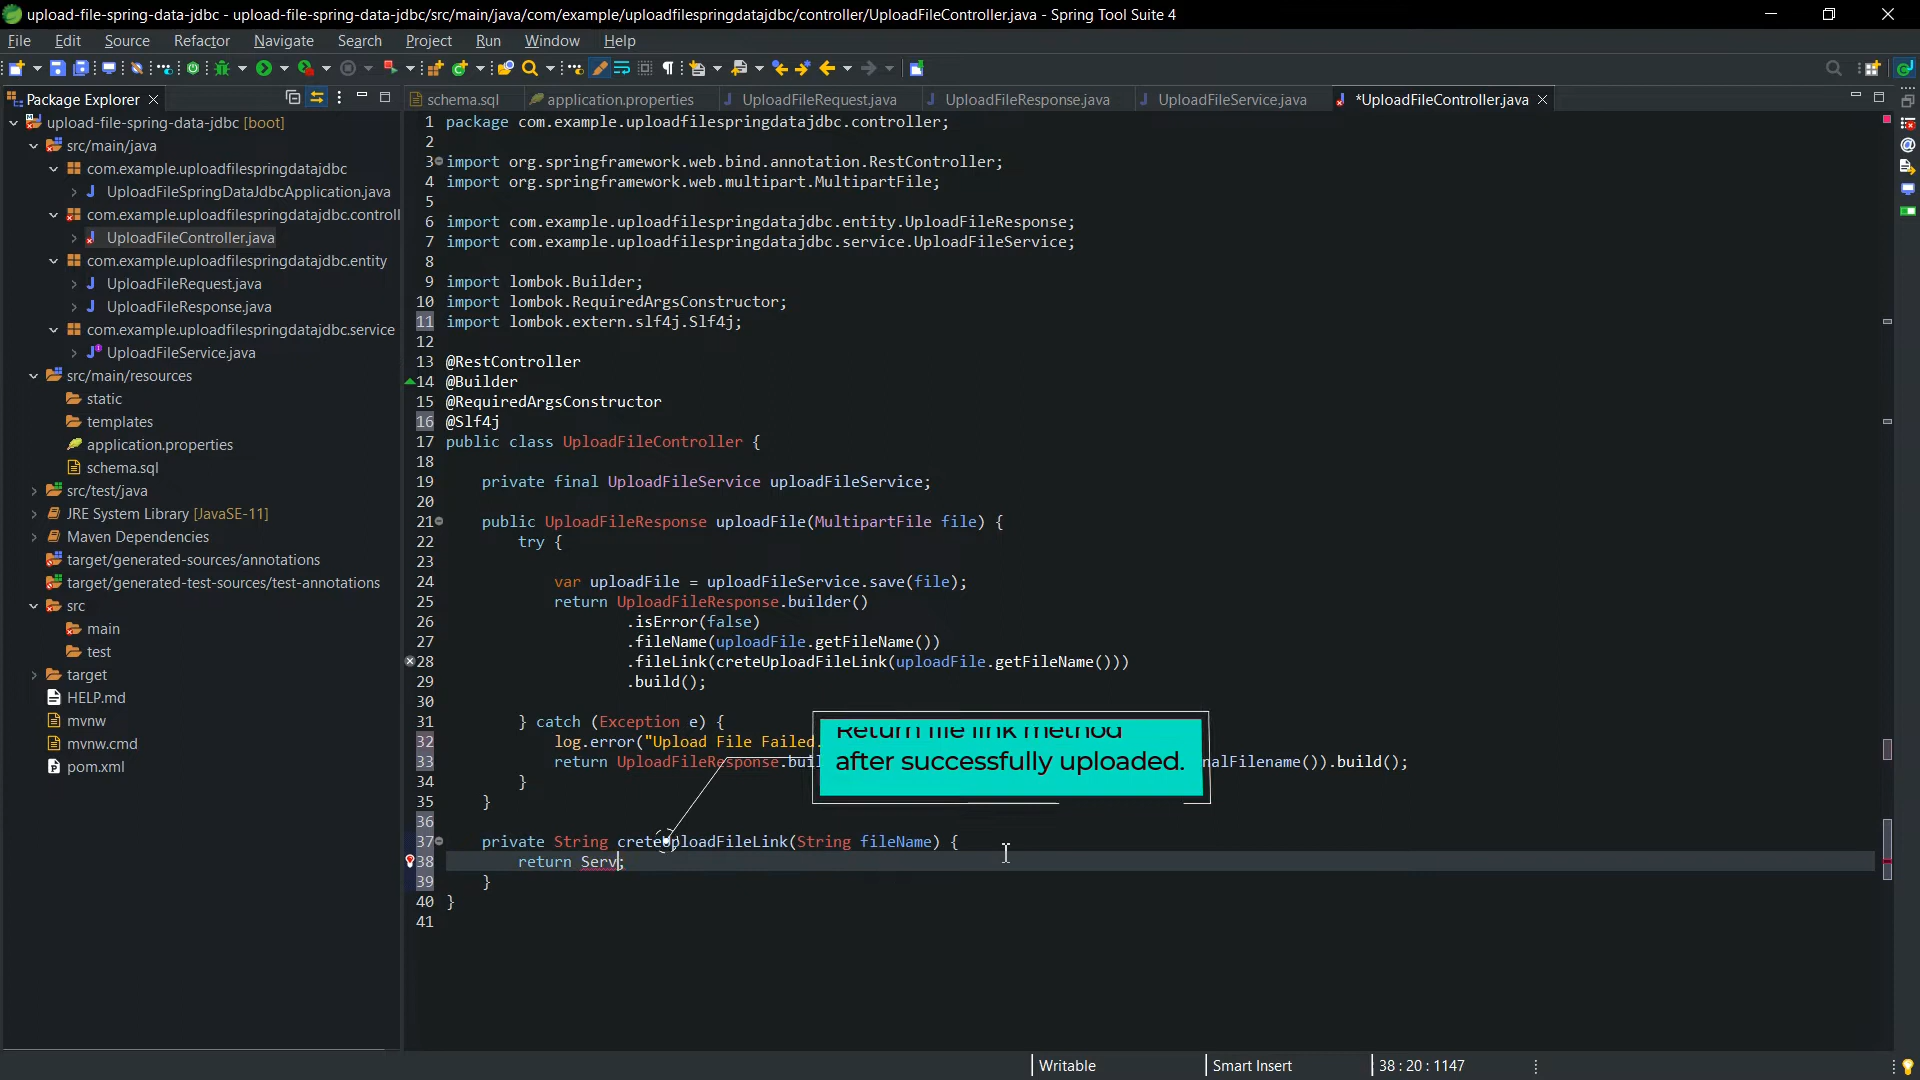 upload-file-spring-data-jdbc - upload-file-spring-data-jdbc/src/main/java/com/example/uploadfilespringdatajdbc/controller/UploadFileController.java - Spring Tool Suite 4
File Edit Source Refactor Navigate Search Project Run Window Help
Package Explorer
schema.sql
application.properties
UploadFileRequest.java
UploadFileResponse.java
UploadFileService.java
*UploadFileController.java
upload-file-spring-data-jdbc [boot]
src/main/java
com.example.uploadfilespringdatajdbc
UploadFileSpringDataJdbcApplication.java
com.example.uploadfilespringdatajdbc.controll
UploadFileController.java
com.example.uploadfilespringdatajdbc.entity
UploadFileRequest.java
UploadFileResponse.java
com.example.uploadfilespringdatajdbc.service
UploadFileService.java
src/main/resources
static
templates
application.properties
schema.sql
src/test/java
JRE System Library [JavaSE-11]
Maven Dependencies
target/generated-sources/annotations
target/generated-test-sources/test-annotations
src
main
test
target
HELP.md
mvnw
mvnw.cmd
pom.xml
1 package com.example.uploadfilespringdatajdbc.controller;
2
3 import org.springframework.web.bind.annotation.RestController;
4 import org.springframework.web.multipart.MultipartFile;
5
6 import com.example.uploadfilespringdatajdbc.entity.UploadFileResponse;
7 import com.example.uploadfilespringdatajdbc.service.UploadFileService;
8
9 import lombok.Builder;
10 import lombok.RequiredArgsConstructor;
11 import lombok.extern.slf4j.Slf4j;
12
13 @RestController
14 @Builder
15 @RequiredArgsConstructor
16 @Slf4j
17 public class UploadFileController {
18
19 private final UploadFileService uploadFileService;
20
21 public UploadFileResponse uploadFile(MultipartFile file) {
22 try {
23
24 var uploadFile = uploadFileService.save(file);
25 return UploadFileResponse.builder()
26 .isError(false)
27 .fileName(uploadFile.getFileName())
28 .fileLink(creteUploadFileLink(uploadFile.getFileName()))
29 .build();
30
31 } catch (Exception e) {
32 log.error("Upload File Failed.
33 return UploadFileResponse.buil nalFilename()).build();
34 }
35 }
36
37 private String creteUploadFileLink(String fileName) {
38 return Serv;
39 }
40 }
41
Return file link method
after successfully uploaded.
Writable
Smart Insert
38 : 20 : 1147